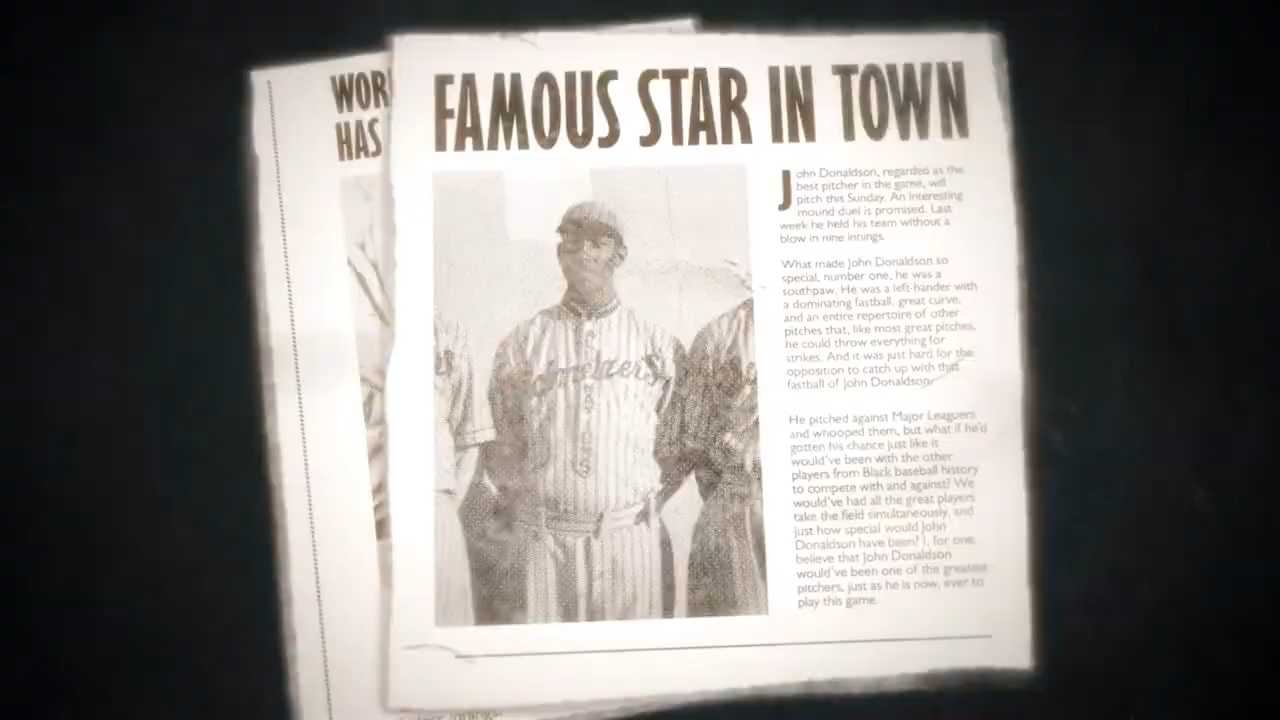 WOR
HAS
FAMOUS STAR IN TOWN
John Donaldson, regarded as the
best pitcher in the game, will
pitch this Sunday. An interesting
mound duel is promised. Last
week he held his team without a
blow in nine innings.
What made John Donaldson so
special, number one, he was a
southpaw. He was a left-hander with
a dominating fastball, great curve,
and an entire repertoire of other
pitches that, like most great pitches,
he could throw everything for
strikes. And it was just hard for the
opposition to catch up with that
fastball of John Donaldson.
He pitched against Major Leaguers
and whooped them, but what if he'd
gotten his chance just like it
would've been with the other
players from Black baseball history
to compete with and against? We
would've had all the great players
take the field simultaneously, and
just how special would John
Donaldson have been? I, for one,
believe that John Donaldson
would've been one of the greatest
pitchers, just as he is now, ever to
play this game.